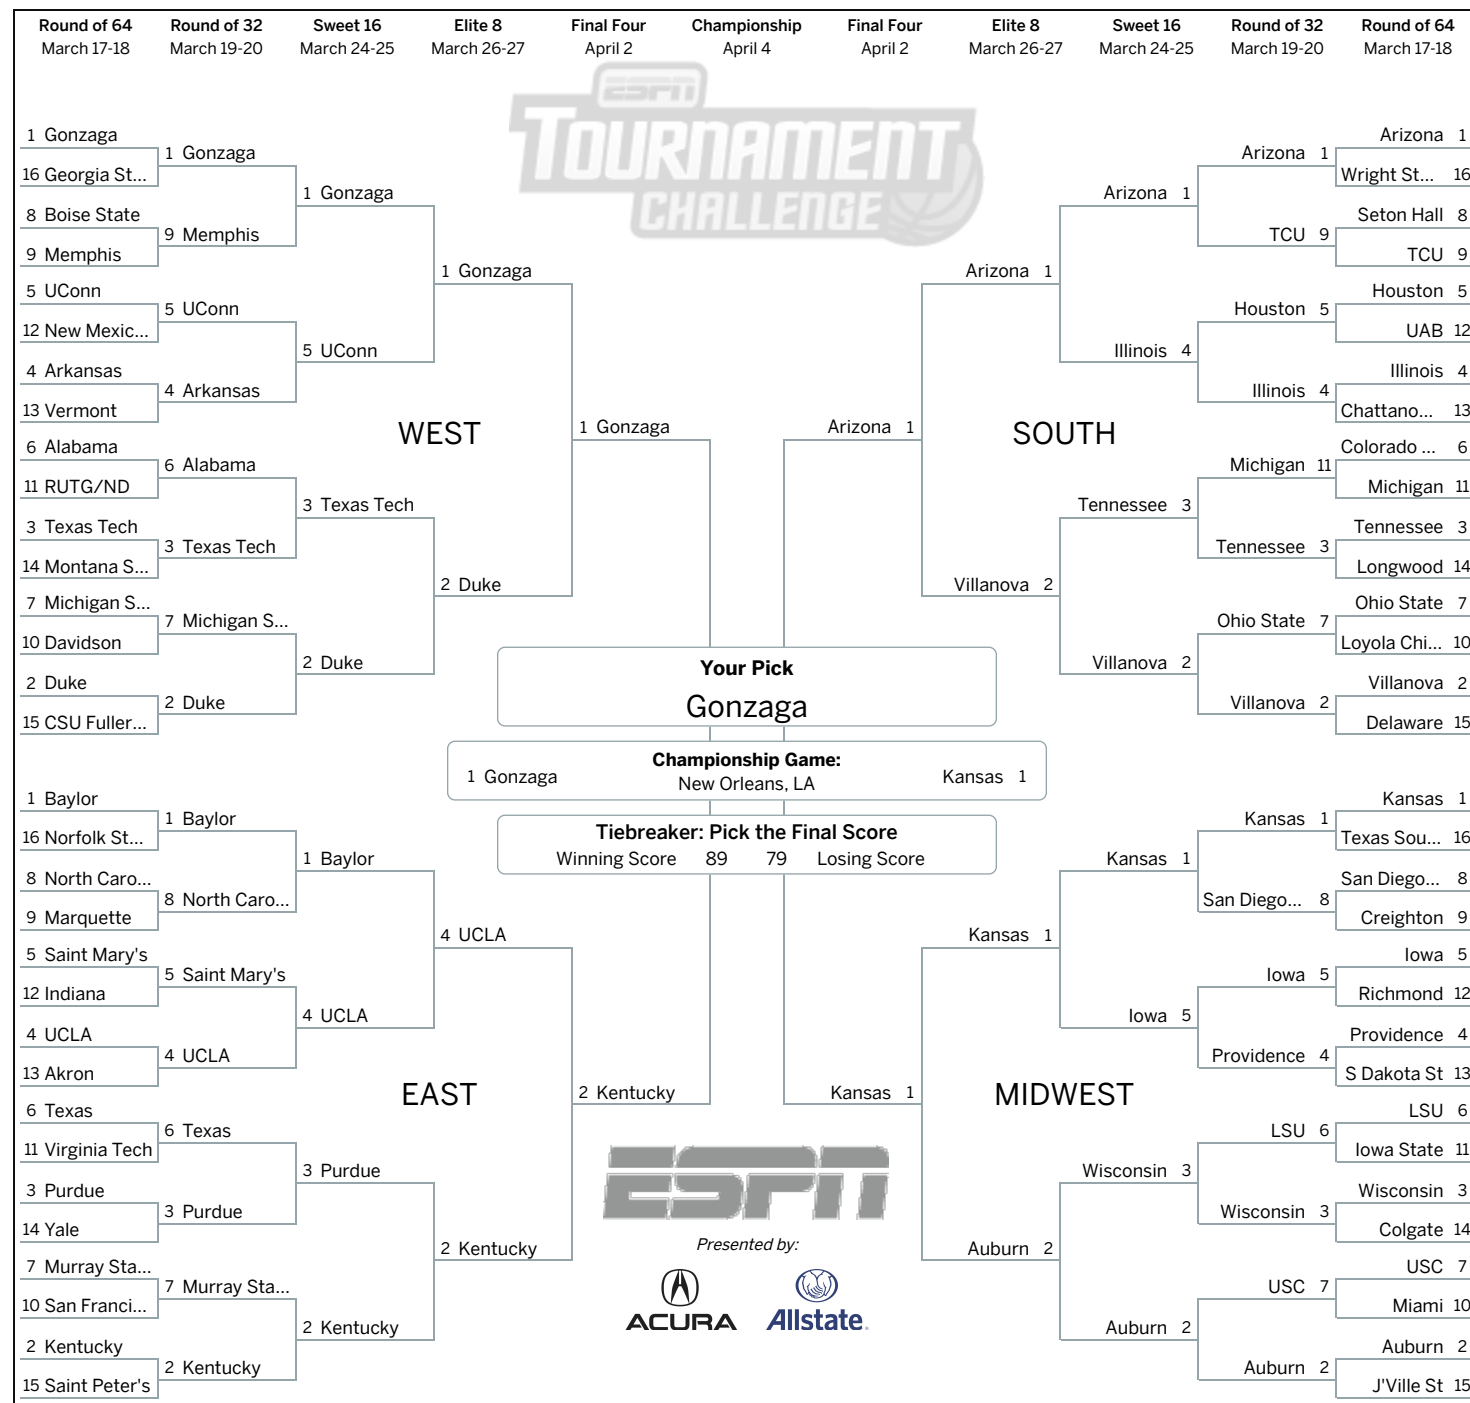 Round of 64 Round of 32 Sweet 16 Elite 8 Final Four Championship Final Four Elite 8 Sweet 16 Round of 32 Round of 64
March 17-18 March 19-20 March 24-25 March 26-27 April 2 April 4 April 2 March 26-27 March 24-25 March 19-20 March 17-18
ESPN
TOURNAMENT
CHALLENGE
WEST
1 Gonzaga
16 Georgia St...
8 Boise State
9 Memphis
5 UConn
12 New Mexic...
4 Arkansas
13 Vermont
6 Alabama
11 RUTG/ND
3 Texas Tech
14 Montana S...
7 Michigan S...
10 Davidson
2 Duke
15 CSU Fuller...
1 Gonzaga
9 Memphis
5 UConn
4 Arkansas
6 Alabama
3 Texas Tech
7 Michigan S...
2 Duke
1 Gonzaga
5 UConn
3 Texas Tech
2 Duke
1 Gonzaga
2 Duke
1 Gonzaga
EAST
1 Baylor
16 Norfolk St...
8 North Caro...
9 Marquette
5 Saint Mary's
12 Indiana
4 UCLA
13 Akron
6 Texas
11 Virginia Tech
3 Purdue
14 Yale
7 Murray Sta...
10 San Franci...
2 Kentucky
15 Saint Peter's
1 Baylor
8 North Caro...
5 Saint Mary's
4 UCLA
6 Texas
3 Purdue
7 Murray Sta...
2 Kentucky
1 Baylor
4 UCLA
3 Purdue
2 Kentucky
4 UCLA
2 Kentucky
2 Kentucky
Your Pick
Gonzaga
Championship Game:
1 Gonzaga New Orleans, LA Kansas 1
Tiebreaker: Pick the Final Score
Winning Score 89 79 Losing Score
SOUTH
Arizona 1
Arizona 1
Villanova 2
Arizona 1
Illinois 4
Tennessee 3
Villanova 2
Arizona 1
TCU 9
Houston 5
Illinois 4
Michigan 11
Tennessee 3
Ohio State 7
Villanova 2
Arizona 1
Wright St... 16
Seton Hall 8
TCU 9
Houston 5
UAB 12
Illinois 4
Chattano... 13
Colorado ... 6
Michigan 11
Tennessee 3
Longwood 14
Ohio State 7
Loyola Chi... 10
Villanova 2
Delaware 15
MIDWEST
Kansas 1
Kansas 1
Auburn 2
Kansas 1
Iowa 5
Wisconsin 3
Auburn 2
Kansas 1
San Diego... 8
Iowa 5
Providence 4
LSU 6
Wisconsin 3
USC 7
Auburn 2
Kansas 1
Texas Sou... 16
San Diego... 8
Creighton 9
Iowa 5
Richmond 12
Providence 4
S Dakota St 13
LSU 6
Iowa State 11
Wisconsin 3
Colgate 14
USC 7
Miami 10
Auburn 2
J'Ville St 15
ESPN
Presented by:
ACURA Allstate.